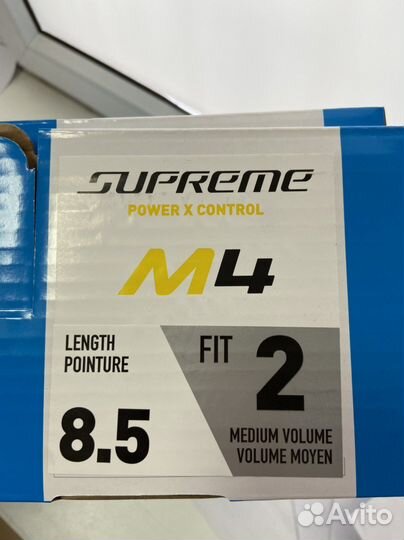 SUPREME
POWER X CONTROL
M4
LENGTH
POINTURE
8.5
FIT 2
MEDIUM VOLUME
VOLUME MOYEN
Avito